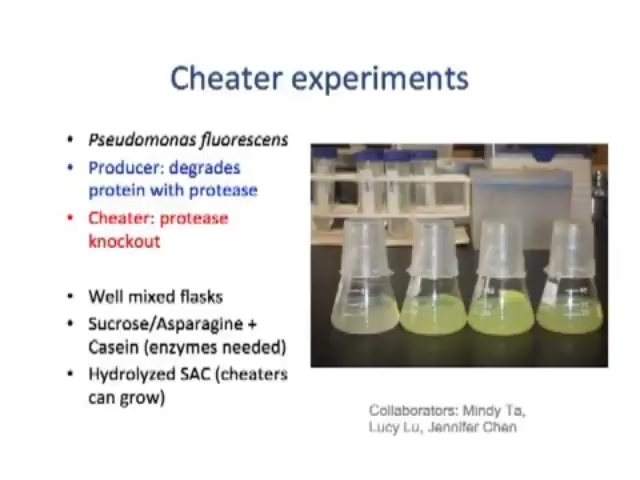 Cheater experiments
• Pseudomonas fluorescens
• Producer: degrades
protein with protease
• Cheater: protease
knockout
• Well mixed flasks
• Sucrose/Asparagine +
Casein (enzymes needed)
• Hydrolyzed SAC (cheaters
can grow)
Collaborators: Mindy Ta,
Lucy Lu, Jennifer Chen